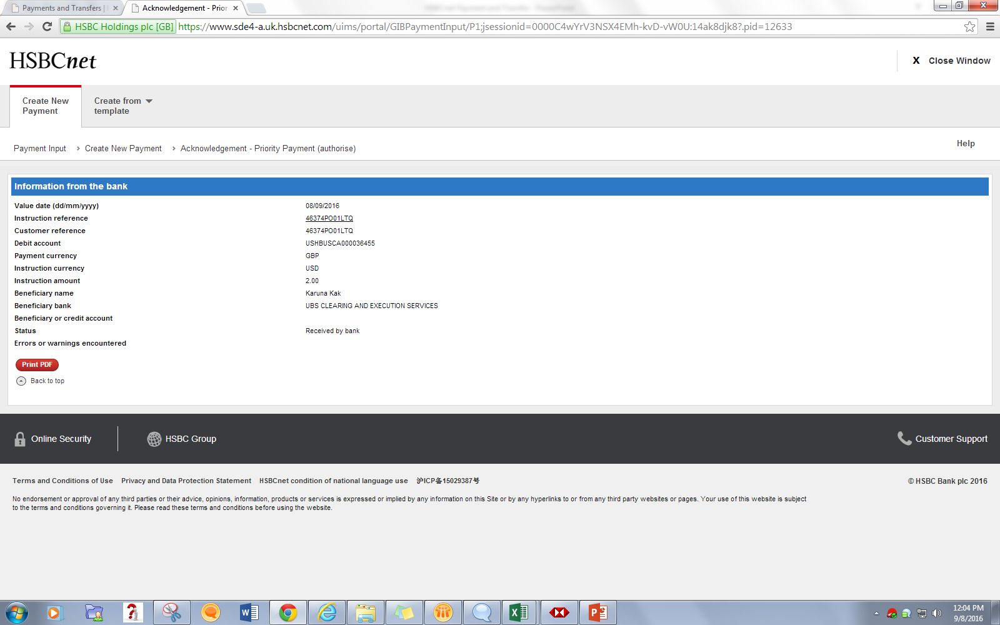 Payments and Transfers |
Acknowledgement - Prior
HSBC Holdings plc [GB] https://www.sde4-a.uk.hsbcnet.com/uims/portal/GIBPaymentInput/P1;jsessionid=0000C4wYrV3NSX4EMh-kvD-vW0U:14ak8djk8?.pid=12633
HSBCnet
X Close Window
Create New
Payment
Create from
template
Payment Input › Create New Payment › Acknowledgement - Priority Payment (authorise)
Help
Information from the bank
Value date (dd/mm/yyyy) 08/09/2016
Instruction reference 46374PO01LTQ
Customer reference 46374PO01LTQ
Debit account USHBUSCA000036455
Payment currency GBP
Instruction currency USD
Instruction amount 2.00
Beneficiary name Karuna Kak
Beneficiary bank UBS CLEARING AND EXECUTION SERVICES
Beneficiary or credit account
Status Received by bank
Errors or warnings encountered
Print PDF
Back to top
Online Security
HSBC Group
Customer Support
Terms and Conditions of Use Privacy and Data Protection Statement HSBCnet condition of national language use 沪ICP备15029387号
© HSBC Bank plc 2016
No endorsement or approval of any third parties or their advice, opinions, information, products or services is expressed or implied by any information on this Site or by any hyperlinks to or from any third party websites or pages. Your use of this website is subject
to the terms and conditions governing it. Please read these terms and conditions before using the website.
12:04 PM
9/8/2016